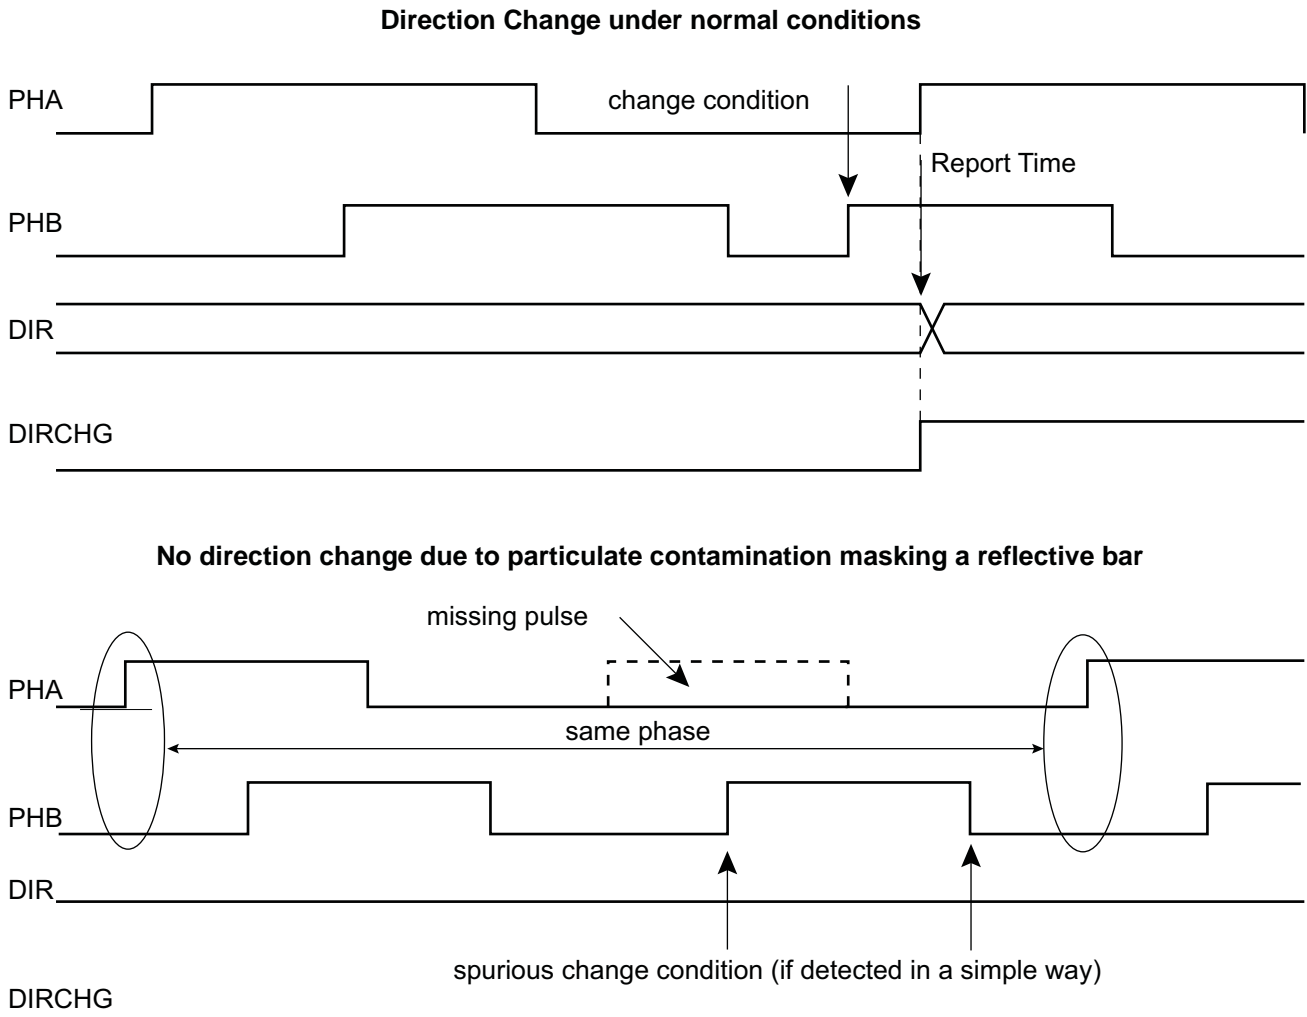 Direction Change under normal conditions
PHA
change condition
Report Time
PHB
DIR
DIRCHG
No direction change due to particulate contamination masking a reflective bar
missing pulse
PHA
same phase
PHB
DIR
spurious change condition (if detected in a simple way)
DIRCHG